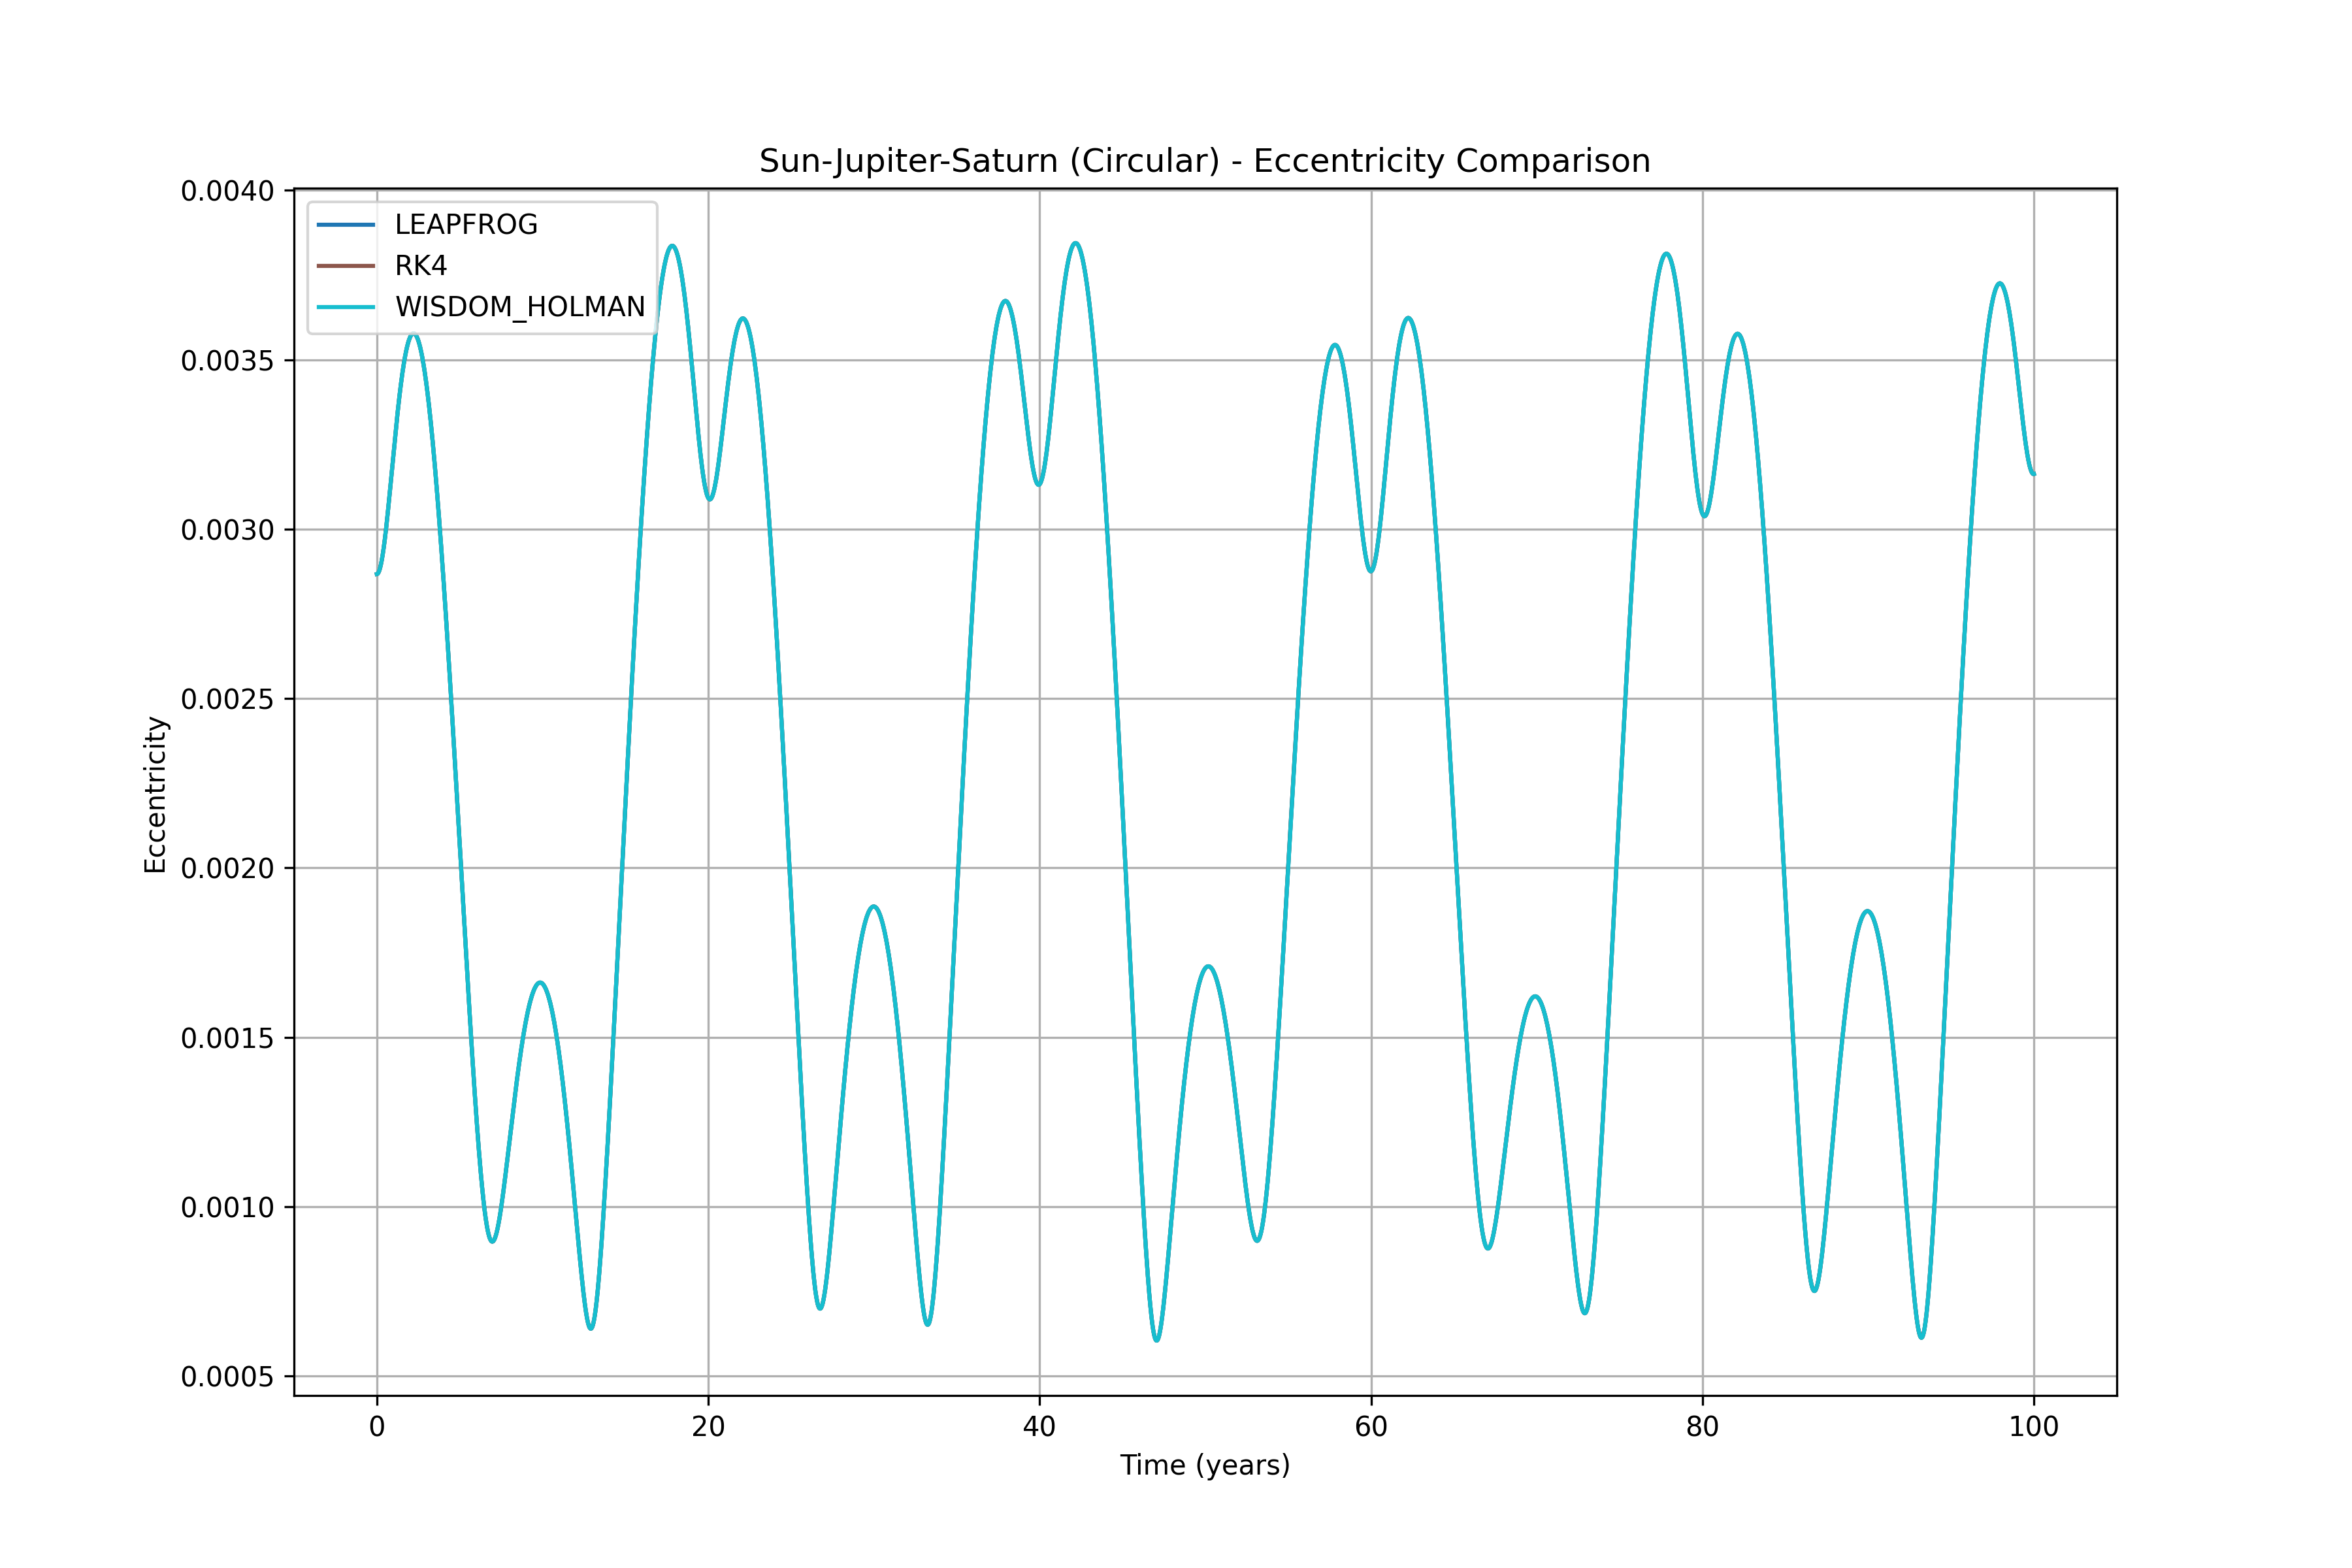 Sun-Jupiter-Saturn (Circular) - Eccentricity Comparison
LEAPFROG
RK4
WISDOM_HOLMAN
Eccentricity
0.0040
0.0035
0.0030
0.0025
0.0020
0.0015
0.0010
0.0005
0 20 40 60 80 100
Time (years)